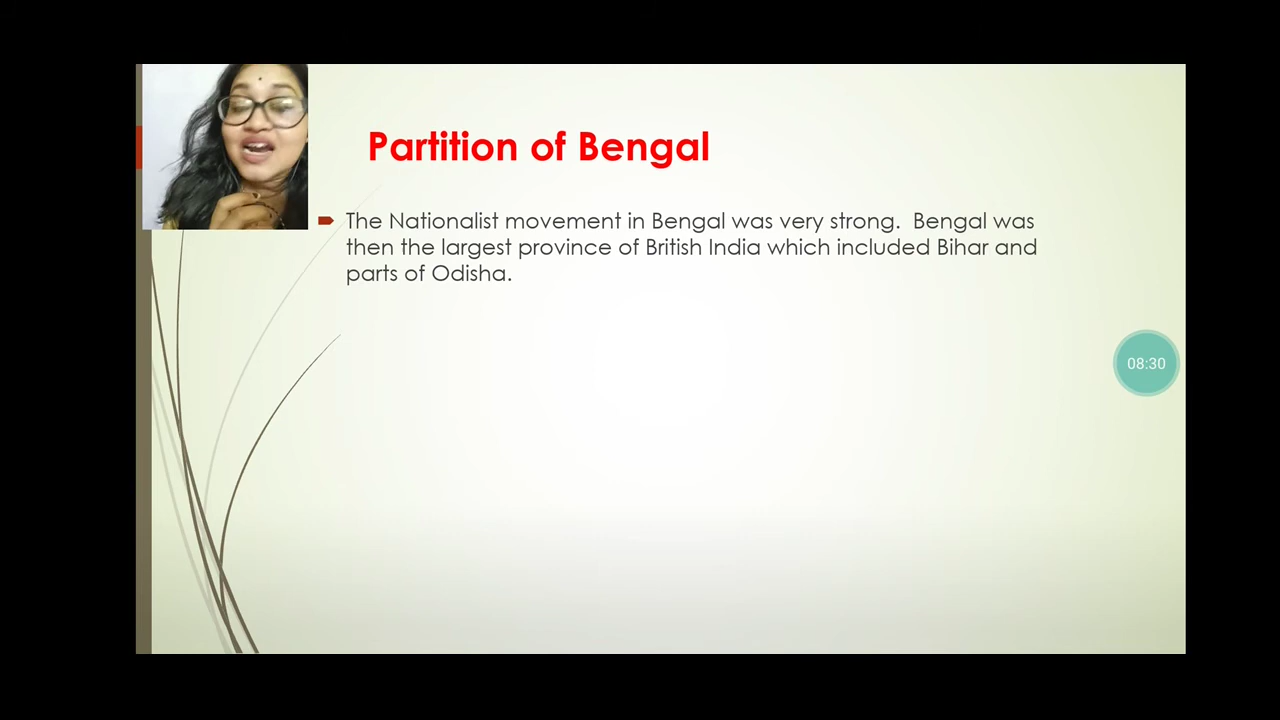 Partition of Bengal
The Nationalist movement in Bengal was very strong.  Bengal was
then the largest province of British India which included Bihar and
parts of Odisha.
08:30